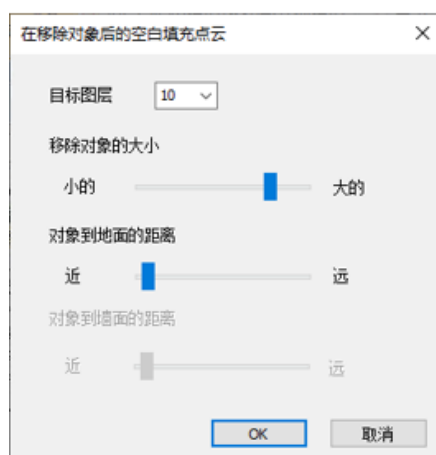 在移除对象后的空白填充点云
目标图层 10
移除对象的大小
小的 大的
对象到地面的距离
近 远
对象到墙面的距离
近 远
OK 取消